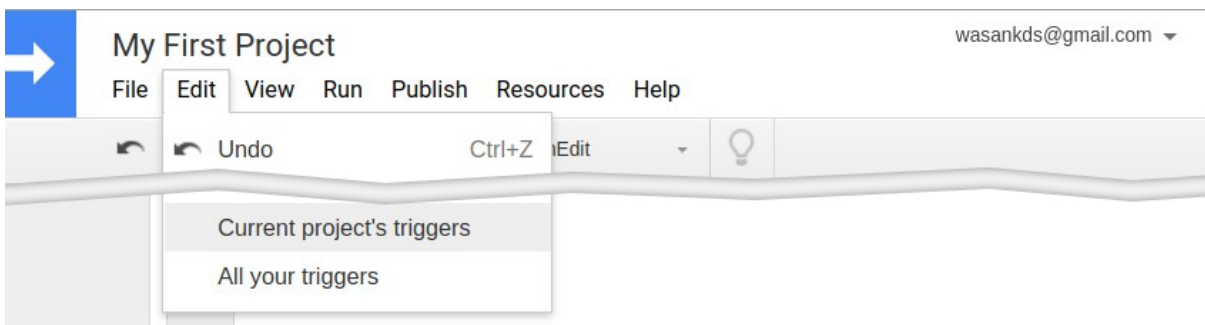 My First Project
wasankds@gmail.com
File Edit View Run Publish Resources Help
Undo Ctrl+Z nEdit
Current project's triggers
All your triggers